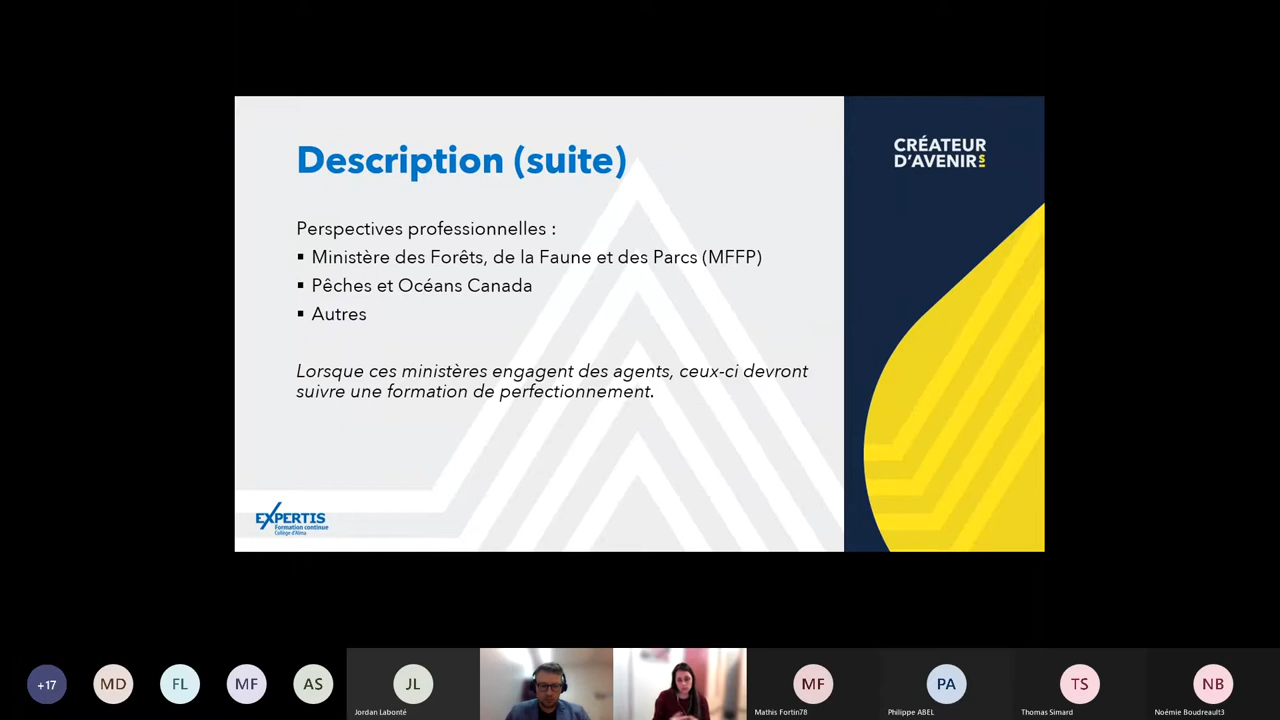 Description (suite)
CRÉATEUR
D'AVENIRS
Perspectives professionnelles :
▪ Ministère des Forêts, de la Faune et des Parcs (MFFP)
▪ Pêches et Océans Canada
▪ Autres
Lorsque ces ministères engagent des agents, ceux-ci devront
suivre une formation de perfectionnement.
EXPERTIS
Formation continue
Collège d'Alma
+17
MD
FL
MF
AS
JL
Jordan Labonté
MF
Mathis Fortin78
PA
Philippe ABEL
TS
Thomas Simard
NB
Noémie Boudreault3